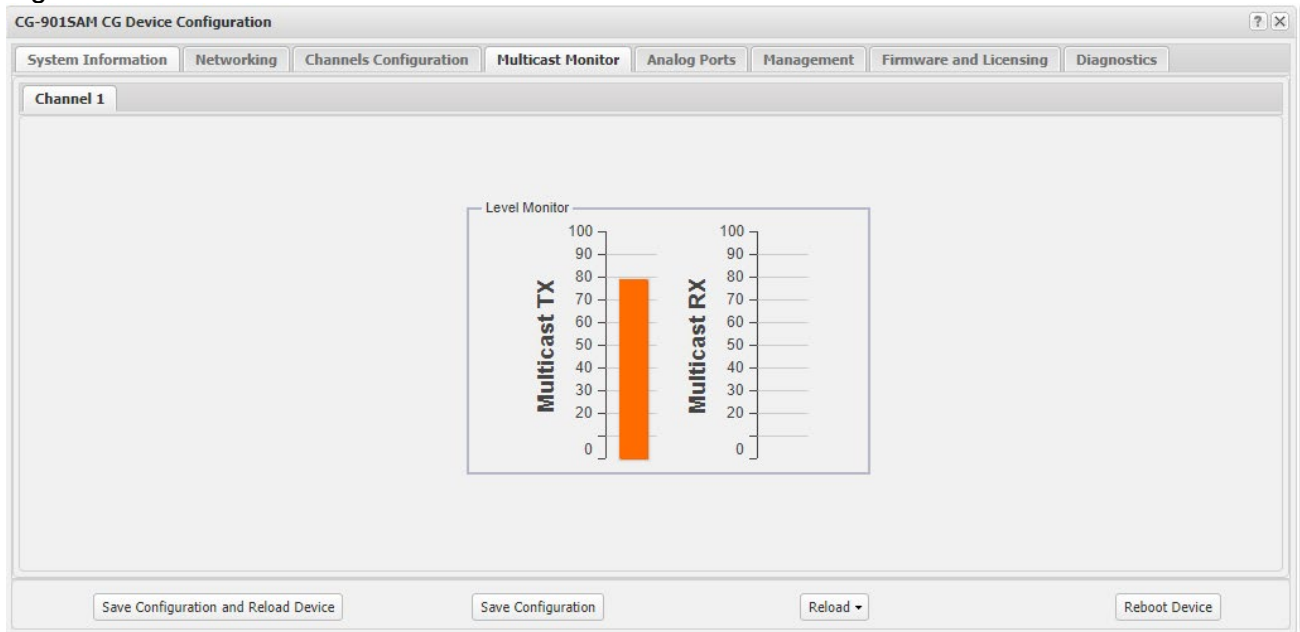 CG-901SAM CG Device Configuration
? X
System Information Networking Channels Configuration Multicast Monitor Analog Ports Management Firmware and Licensing Diagnostics
Channel 1
Level Monitor
Multicast TX
100
90
80
70
60
50
40
30
20
0
Multicast RX
100
90
80
70
60
50
40
30
20
0
Save Configuration and Reload Device Save Configuration Reload Reboot Device